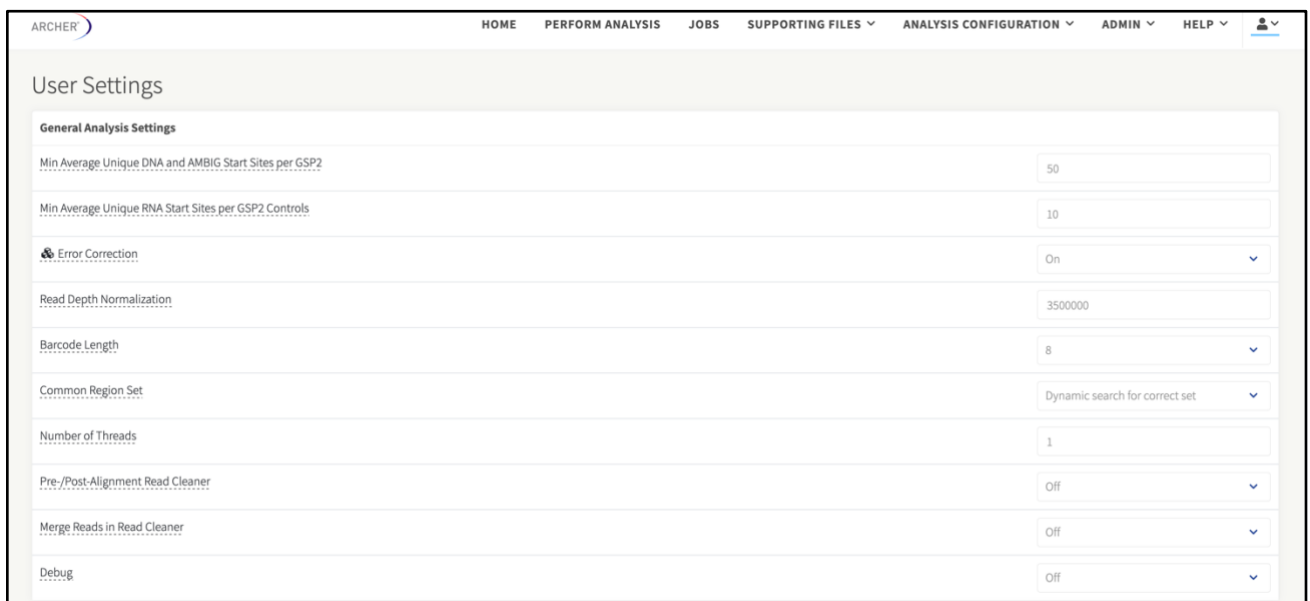 ARCHER® HOME PERFORM ANALYSIS JOBS SUPPORTING FILES ANALYSIS CONFIGURATION ADMIN HELP
User Settings
General Analysis Settings
Min Average Unique DNA and AMBIG Start Sites per GSP2 50
Min Average Unique RNA Start Sites per GSP2 Controls 10
Error Correction On
Read Depth Normalization 3500000
Barcode Length 8
Common Region Set Dynamic search for correct set
Number of Threads 1
Pre-/Post-Alignment Read Cleaner Off
Merge Reads in Read Cleaner Off
Debug Off